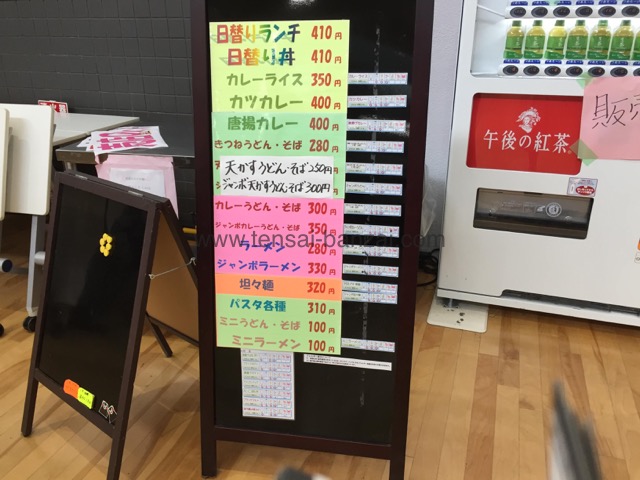 日替りランチ 410円
日替り丼 410円
カレーライス 350円
カツカレー 400円
唐揚カレー 400円
きつねうどん・そば 280円
天かすうどん・そば 250円
ジャンボ天かすうどん・そば 300円
カレーうどん・そば 300円
ジャンボカレーうどん・そば 350円
ラーメン 280円
ジャンボラーメン 330円
坦々麺 320円
パスタ各種 310円
ミニうどん・そば 100円
ミニラーメン 100円
www.tensai-banzai.com
午後の紅茶
販売